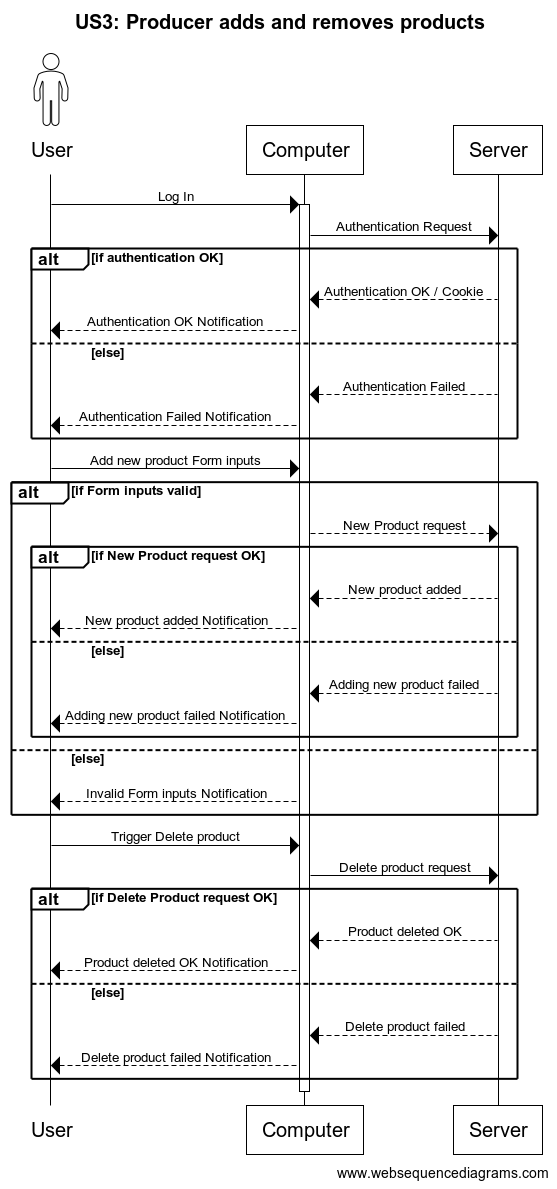 US3: Producer adds and removes products
User
Computer
Server
Log In
Authentication Request
alt
[if authentication OK]
Authentication OK / Cookie
Authentication OK Notification
[else]
Authentication Failed
Authentication Failed Notification
Add new product Form inputs
alt
[if Form inputs valid]
New Product request
alt
[if New Product request OK]
New product added
New product added Notification
[else]
Adding new product failed
Adding new product failed Notification
[else]
Invalid Form inputs Notification
Trigger Delete product
Delete product request
alt
[if Delete Product request OK]
Product deleted OK
Product deleted OK Notification
[else]
Delete product failed
Delete product failed Notification
User
Computer
Server
www.websequencediagrams.com